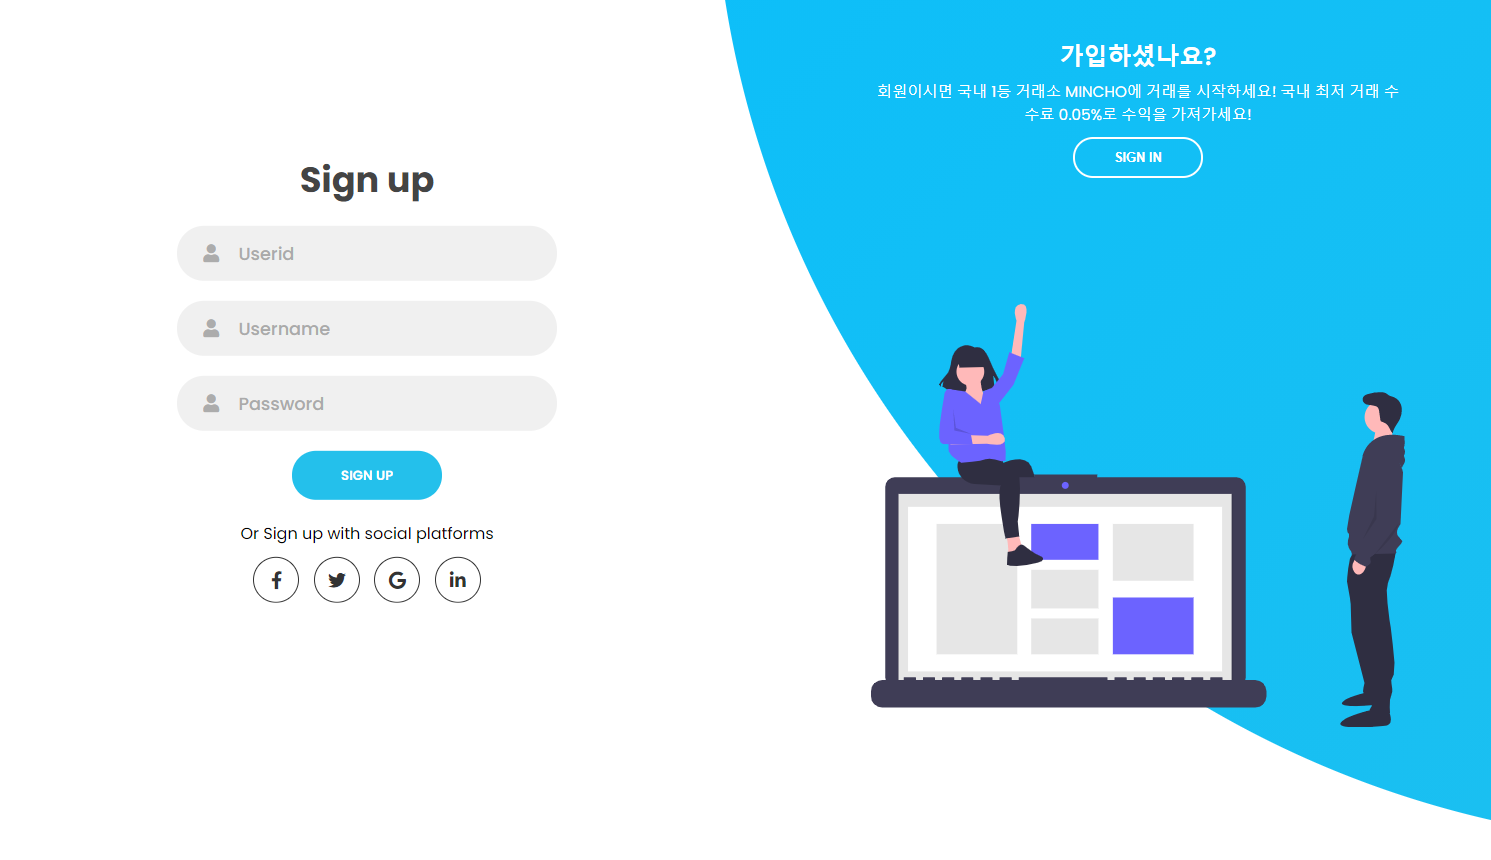 Sign up
Userid
Username
Password
SIGN UP
Or Sign up with social platforms
가입하셨나요?
회원이시면 국내 1등 거래소 MINCHO에 거래를 시작하세요! 국내 최저 거래 수
수료 0.05%로 수익을 가져가세요!
SIGN IN